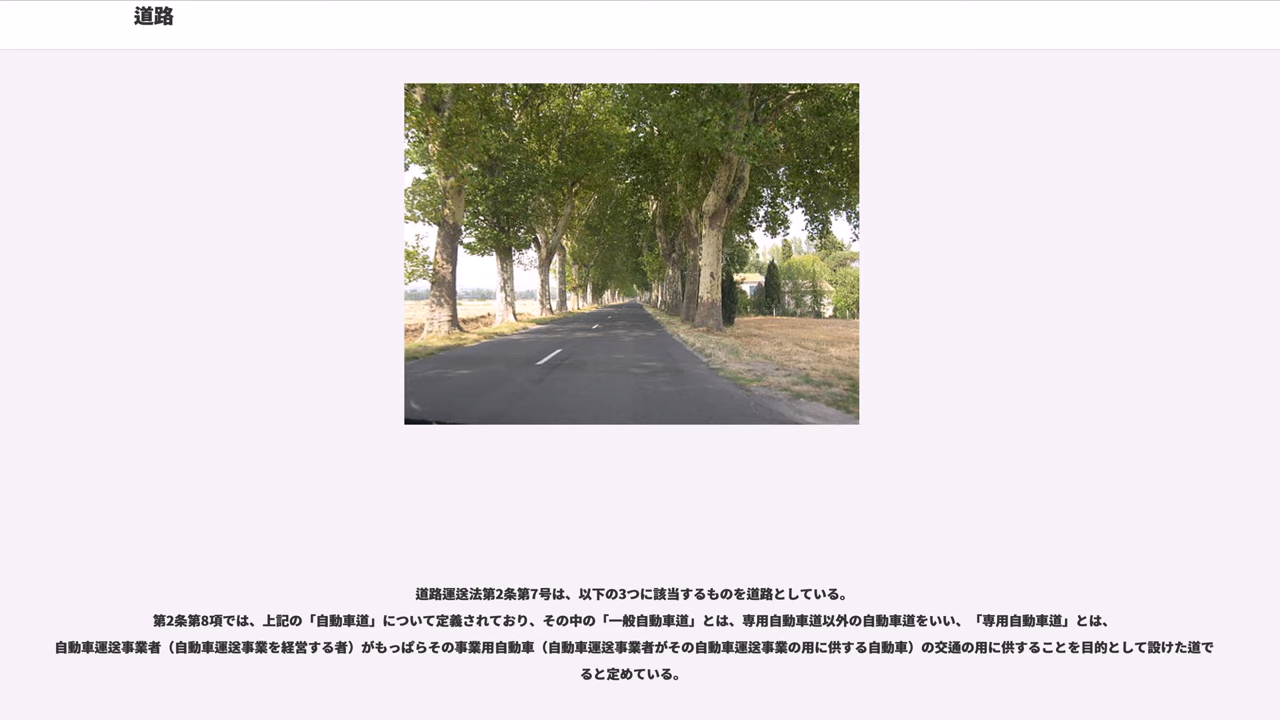 道路
道路運送法第2条第7号は、以下の3つに該当するものを道路としている。
第2条第8項では、上記の「自動車道」について定義されており、その中の「一般自動車道」とは、専用自動車道以外の自動車道をいい、「専用自動車道」とは、
自動車運送事業者（自動車運送事業を経営する者）がもっぱらその事業用自動車（自動車運送事業者がその自動車運送事業の用に供する自動車）の交通の用に供することを目的として設けた道で
ると定めている。